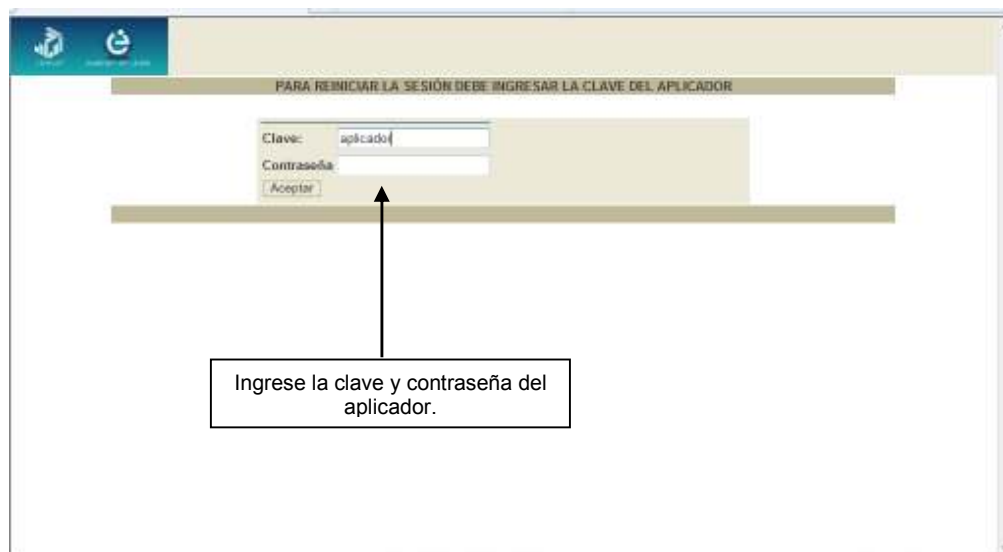 PARA REINICIAR LA SESIÓN DEBE INGRESAR LA CLAVE DEL APLICADOR
Clave: aplicador
Contraseña
Aceptar
Ingrese la clave y contraseña del
aplicador.